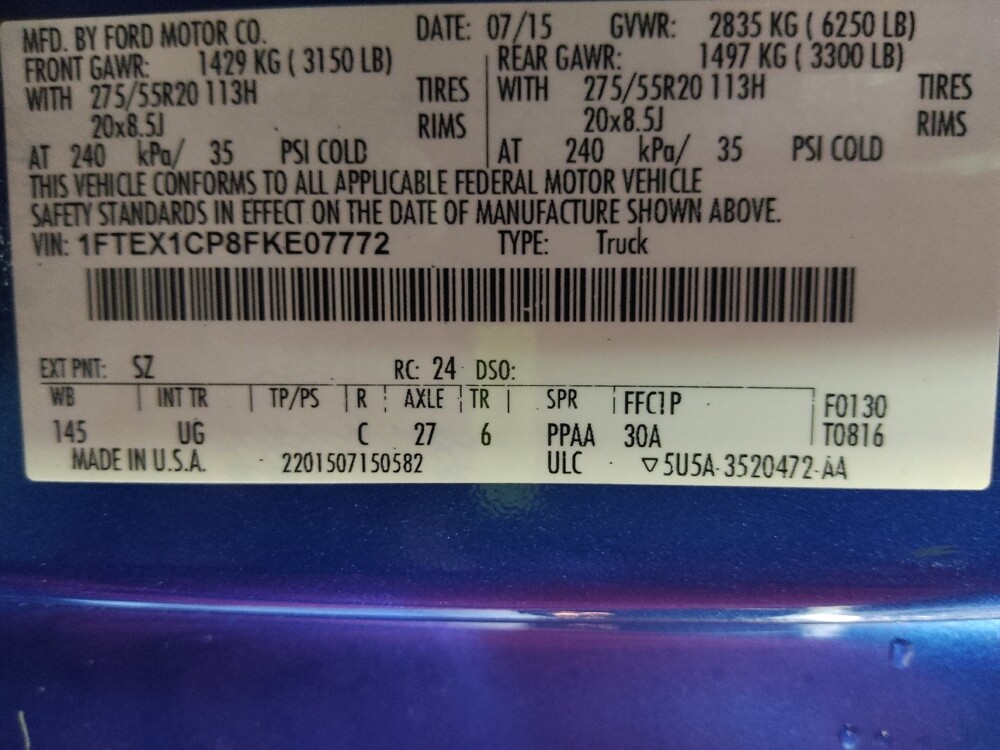 MFD. BY FORD MOTOR CO. DATE: 07/15 GVWR: 2835 KG ( 6250 LB)
FRONT GAWR: 1429 KG ( 3150 LB) REAR GAWR: 1497 KG ( 3300 LB)
WITH 275/55R20 113H TIRES WITH 275/55R20 113H TIRES
20x8.5J RIMS 20x8.5J RIMS
AT 240 kPa/ 35 PSI COLD AT 240 kPa/ 35 PSI COLD
THIS VEHICLE CONFORMS TO ALL APPLICABLE FEDERAL MOTOR VEHICLE
SAFETY STANDARDS IN EFFECT ON THE DATE OF MANUFACTURE SHOWN ABOVE.
VIN: 1FTEX1CP8FKE07772 TYPE: Truck
EXT PNT: SZ RC: 24 DSO:
WB INT TR TP/PS R AXLE TR SPR FFC1P F0130
145 UG C 27 6 PPAA 30A T0816
MADE IN U.S.A. 2201507150582 ULC ▽5U5A-3520472-AA